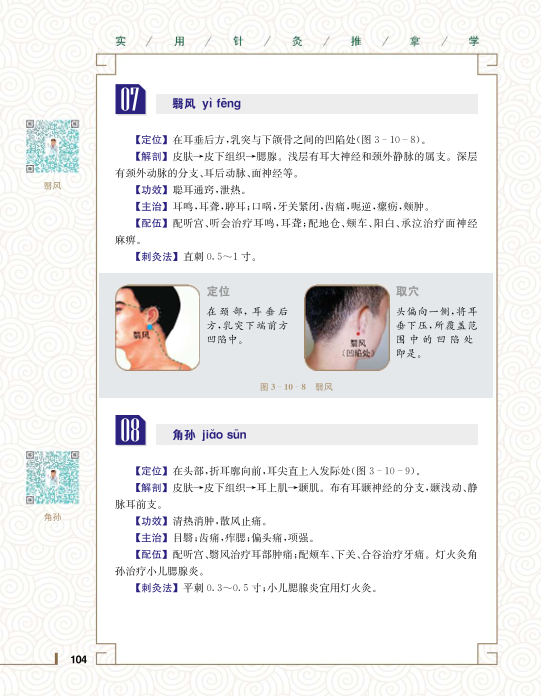 实 / 用 / 针 / 灸 / 推 / 拿 / 学
07
翳风 yì fēng
翳风
【定位】在耳垂后方,乳突与下颌骨之间的凹陷处(图 3-10-8)。
【解剖】皮肤→皮下组织→腮腺。浅层有耳大神经和颈外静脉的属支。深层
有颈外动脉的分支、耳后动脉、面神经等。
【功效】聪耳通窍,泄热。
【主治】耳鸣,耳聋,聤耳;口㖞,牙关紧闭,齿痛,呃逆,瘰疬,颊肿。
【配伍】配听宫、听会治疗耳鸣,耳聋;配地仓、颊车、阳白、承泣治疗面神经
麻痹。
【刺灸法】直刺 0.5～1 寸。
定位
在颈部,耳垂后
方,乳突下端前方
凹陷中。
翳风
取穴
头偏向一侧,将耳
垂下压,所覆盖范
围中的凹陷处
即是。
翳风
(凹陷处)
图 3-10-8 翳风
08
角孙 jiǎo sūn
角孙
【定位】在头部,折耳廓向前,耳尖直上入发际处(图 3-10-9)。
【解剖】皮肤→皮下组织→耳上肌→颞肌。布有耳颞神经的分支,颞浅动、静
脉耳前支。
【功效】清热消肿,散风止痛。
【主治】目翳;齿痛,痄腮;偏头痛,项强。
【配伍】配听宫、翳风治疗耳部肿痛;配颊车、下关、合谷治疗牙痛。灯火灸角
孙治疗小儿腮腺炎。
【刺灸法】平刺 0.3～0.5 寸;小儿腮腺炎宜用灯火灸。
104